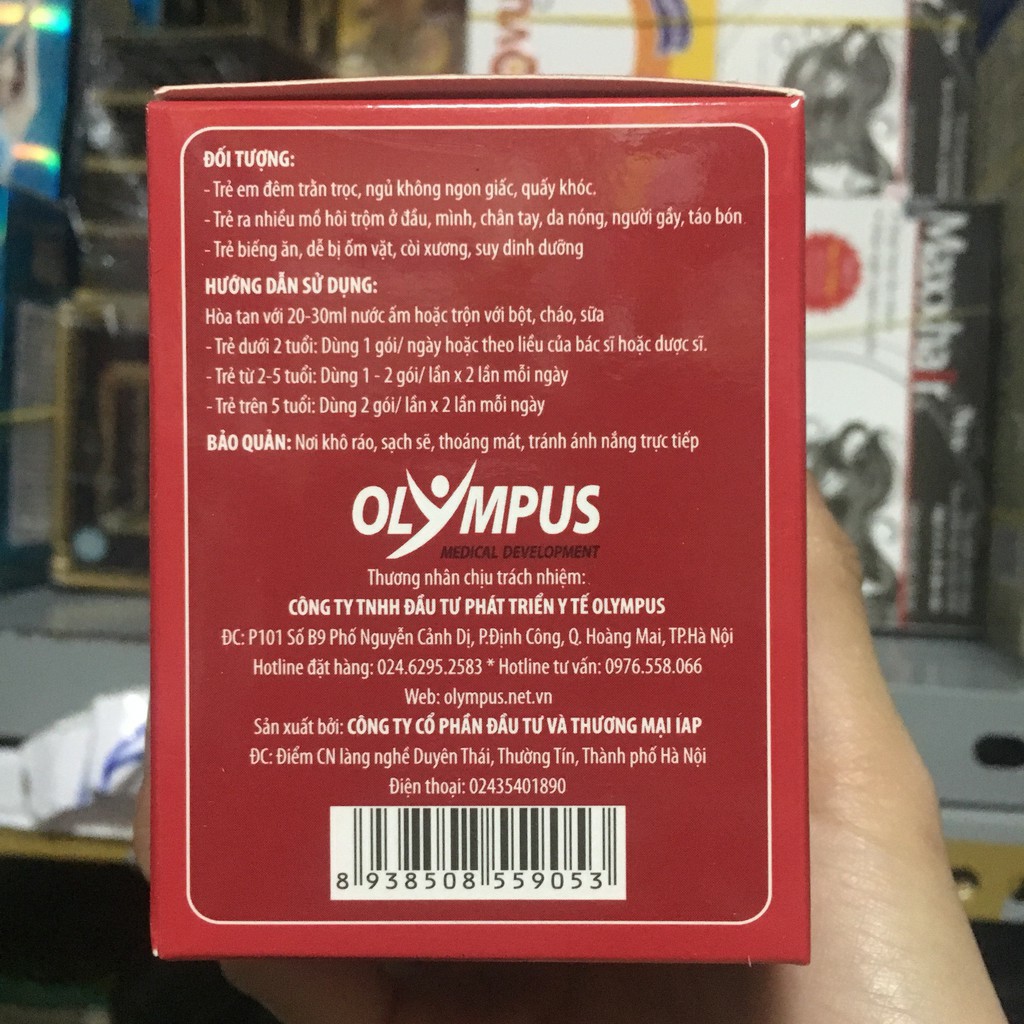 ĐỐI TƯỢNG:
- Trẻ em đêm trằn trọc, ngủ không ngon giấc, quấy khóc.
- Trẻ ra nhiều mồ hôi trộm ở đầu, mình, chân tay, da nóng, người gầy, táo bón.
- Trẻ biếng ăn, dễ bị ốm vặt, còi xương, suy dinh dưỡng
HƯỚNG DẪN SỬ DỤNG:
Hòa tan với 20-30ml nước ấm hoặc trộn với bột, cháo, sữa
- Trẻ dưới 2 tuổi: Dùng 1 gói/ ngày hoặc theo liều của bác sĩ hoặc dược sĩ.
- Trẻ từ 2-5 tuổi: Dùng 1 - 2 gói/ lần x 2 lần mỗi ngày
- Trẻ trên 5 tuổi: Dùng 2 gói/ lần x 2 lần mỗi ngày
BẢO QUẢN: Nơi khô ráo, sạch sẽ, thoáng mát, tránh ánh nắng trực tiếp
OLYMPUS
MEDICAL DEVELOPMENT
Thương nhân chịu trách nhiệm:
CÔNG TY TNHH ĐẦU TƯ PHÁT TRIỂN Y TẾ OLYMPUS
ĐC: P101 Số B9 Phố Nguyễn Cảnh Dị, P.Định Công, Q. Hoàng Mai, TP.Hà Nội
Hotline đặt hàng: 024.6295.2583 * Hotline tư vấn: 0976.558.066
Web: olympus.net.vn
Sản xuất bởi: CÔNG TY CỔ PHẦN ĐẦU TƯ VÀ THƯƠNG MẠI IAP
ĐC: Điểm CN làng nghề Duyên Thái, Thường Tín, Thành phố Hà Nội
Điện thoại: 02435401890
8 938508 559053